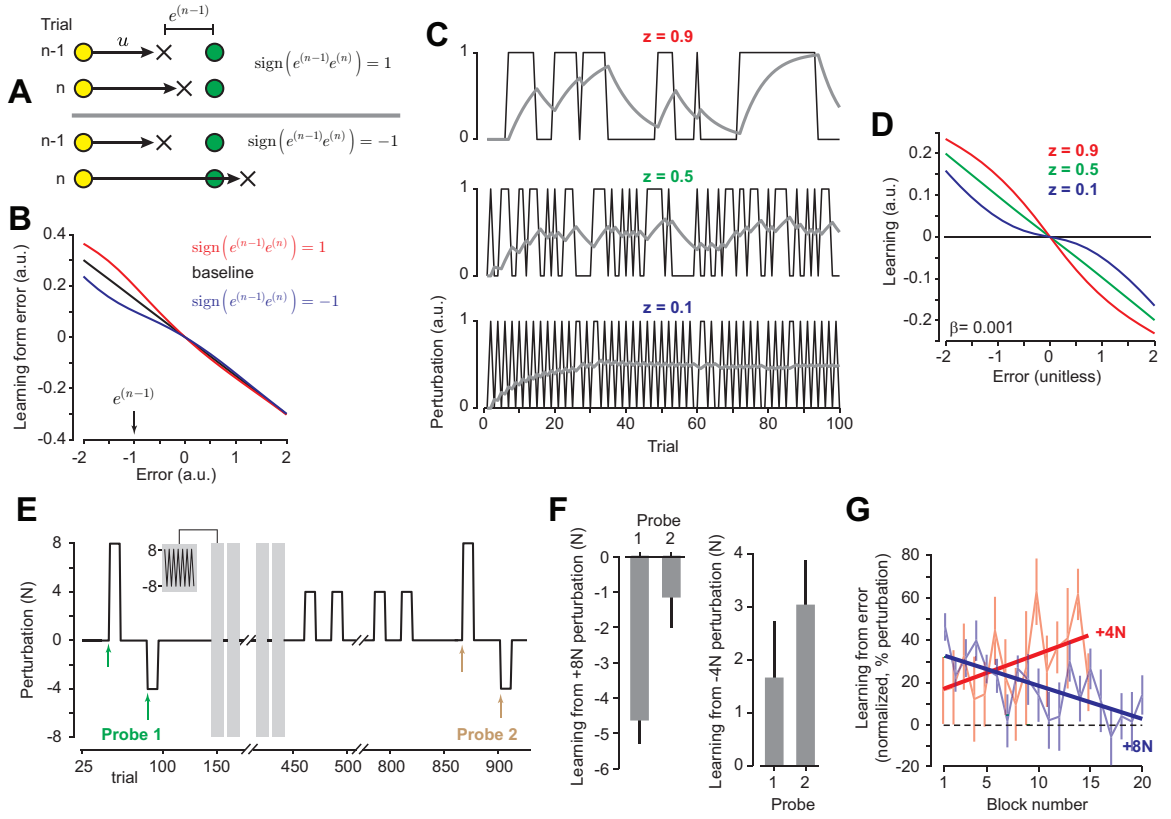 A
Trial
e^(n-1)
n-1
u
sign(e^(n-1)e^(n)) = 1
n
n-1
sign(e^(n-1)e^(n)) = -1
n
B
Learning form error (a.u.)
0.4
0.2
0
-0.2
-0.4
sign(e^(n-1)e^(n)) = 1
baseline
sign(e^(n-1)e^(n)) = -1
e^(n-1)
-2 -1 0 1 2
Error (a.u.)
C
z = 0.9
1
0
z = 0.5
1
0
z = 0.1
1
0
Perturbation (a.u.)
0 20 40 60 80 100
Trial
D
z = 0.9
z = 0.5
z = 0.1
Learning (a.u.)
0.2
0.1
0
-0.1
-0.2
β= 0.001
-2 -1 0 1 2
Error (unitless)
E
Perturbation (N)
8
4
0
-4
-8
8
-8
Probe 1
Probe 2
25 100 150 450 500 800 850 900
trial
F
Probe
1 2
Learning from +8N perturbation (N)
0
-1
-2
-3
-4
-5
-6
Learning from -4N perturbation (N)
4
3
2
1
0
1 2
Probe
G
Learning from error
(normalized, % perturbation)
80
60
40
20
0
-20
+4N
+8N
1 5 10 15 20
Block number